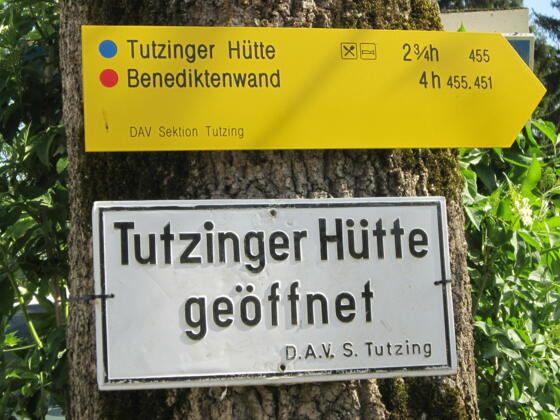 Tutzinger Hütte 2¾h 455
Benediktenwand 4h 455.451
DAV Sektion Tutzing
Tutzinger Hütte
geöffnet
D.A.V. S. Tutzing